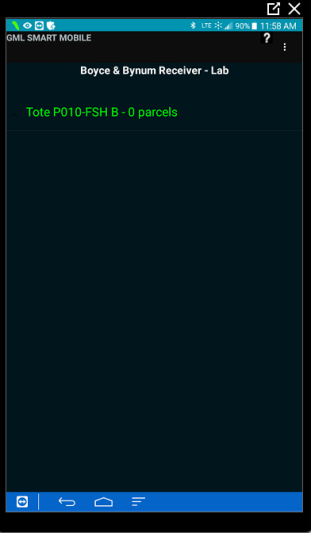 LTE 90% 11:58 AM
GML SMART MOBILE
?
Boyce & Bynum Receiver - Lab
Tote P010-FSH B - 0 parcels